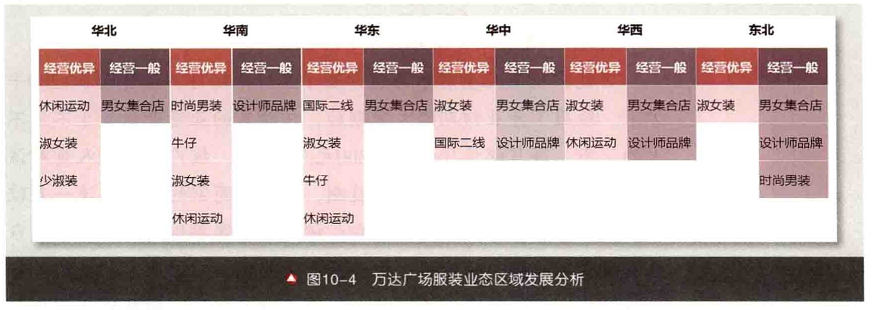 华北 华南 华东 华中 华西 东北
经营优异 经营一般 经营优异 经营一般 经营优异 经营一般 经营优异 经营一般 经营优异 经营一般 经营优异 经营一般
休闲运动 男女集合店 时尚男装 设计师品牌 国际二线 男女集合店 淑女装 男女集合店 淑女装 男女集合店 淑女装 男女集合店
淑女装 牛仔 淑女装 国际二线 设计师品牌 休闲运动 设计师品牌 设计师品牌
少淑装 淑女装 牛仔 时尚男装
休闲运动 休闲运动
图10-4 万达广场服装业态区域发展分析